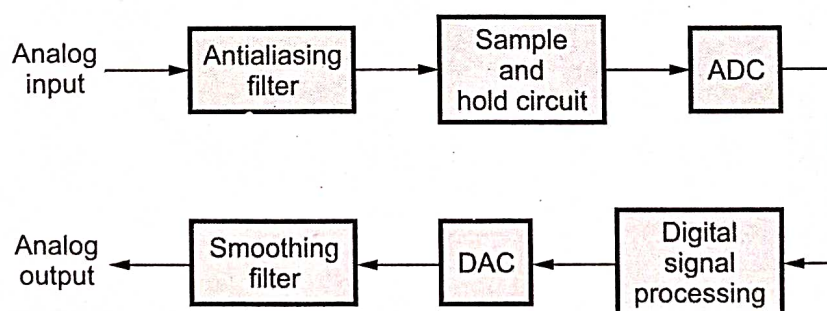 Analog
input
Antialiasing
filter
Sample
and
hold circuit
ADC
Analog
output
Smoothing
filter
DAC
Digital
signal
processing